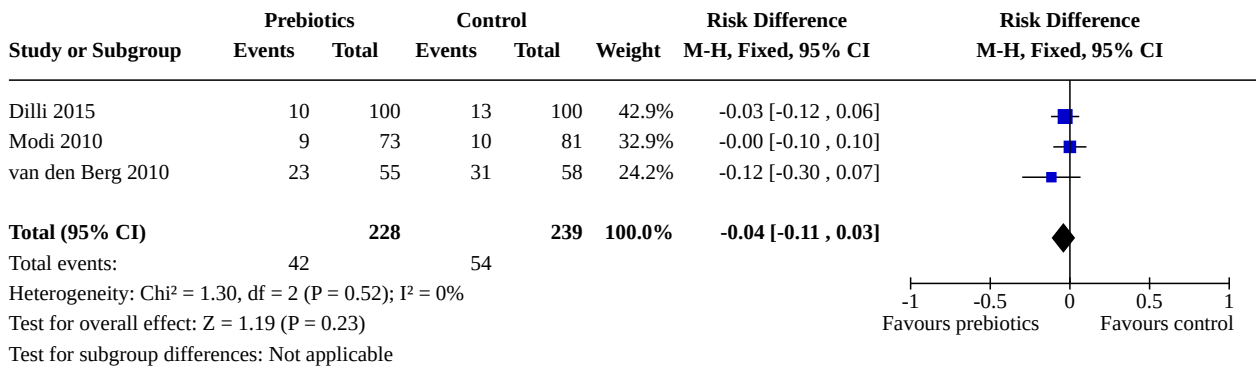 Prebiotics Control Risk Difference Risk Difference
Study or Subgroup Events Total Events Total Weight M-H, Fixed, 95% CI M-H, Fixed, 95% CI
Dilli 2015 10 100 13 100 42.9% -0.03 [-0.12 , 0.06]
Modi 2010 9 73 10 81 32.9% -0.00 [-0.10 , 0.10]
van den Berg 2010 23 55 31 58 24.2% -0.12 [-0.30 , 0.07]
Total (95% CI) 228 239 100.0% -0.04 [-0.11 , 0.03]
Total events: 42 54
Heterogeneity: Chi² = 1.30, df = 2 (P = 0.52); I² = 0%
Test for overall effect: Z = 1.19 (P = 0.23)
Test for subgroup differences: Not applicable
-1 -0.5 0 0.5 1
Favours prebiotics Favours control